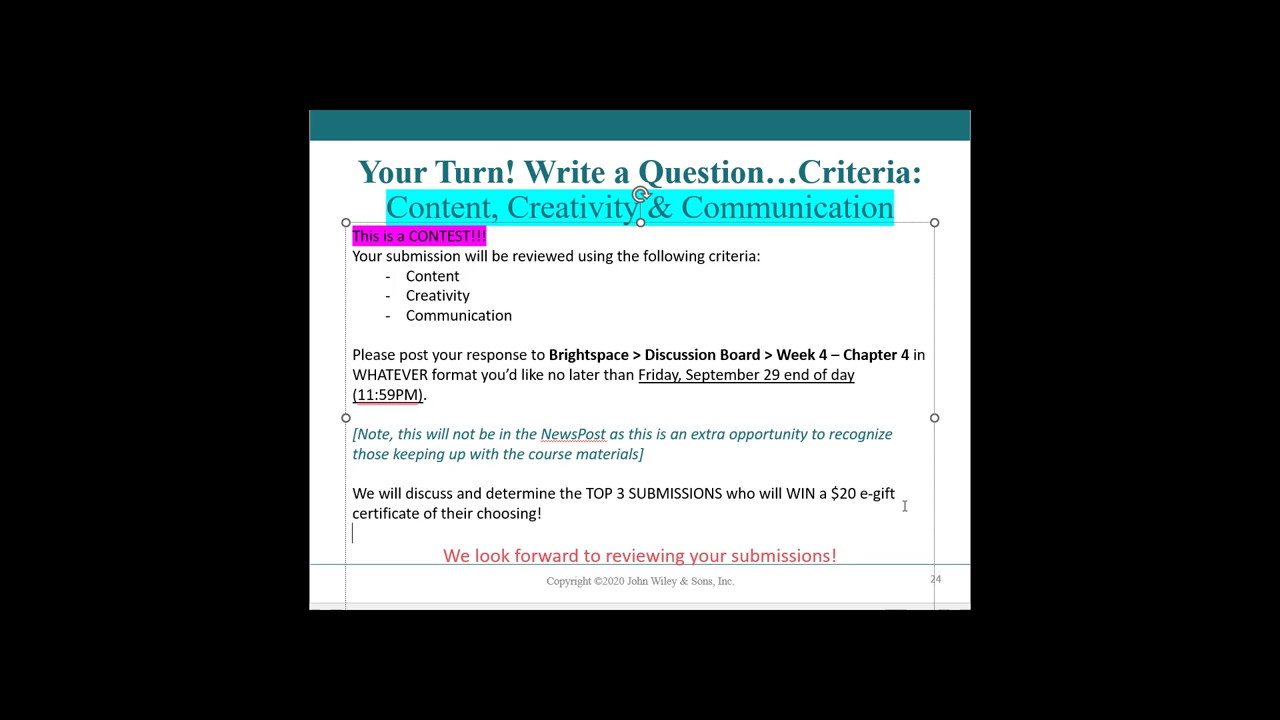 Your Turn! Write a Question…Criteria:
Content, Creativity & Communication
This is a CONTEST!!!
Your submission will be reviewed using the following criteria:
- Content
- Creativity
- Communication
Please post your response to Brightspace > Discussion Board > Week 4 – Chapter 4 in
WHATEVER format you’d like no later than Friday, September 29 end of day
(11:59PM).
[Note, this will not be in the NewsPost as this is an extra opportunity to recognize
those keeping up with the course materials]
We will discuss and determine the TOP 3 SUBMISSIONS who will WIN a $20 e-gift
certificate of their choosing!
We look forward to reviewing your submissions!
Copyright ©2020 John Wiley & Sons, Inc.
24